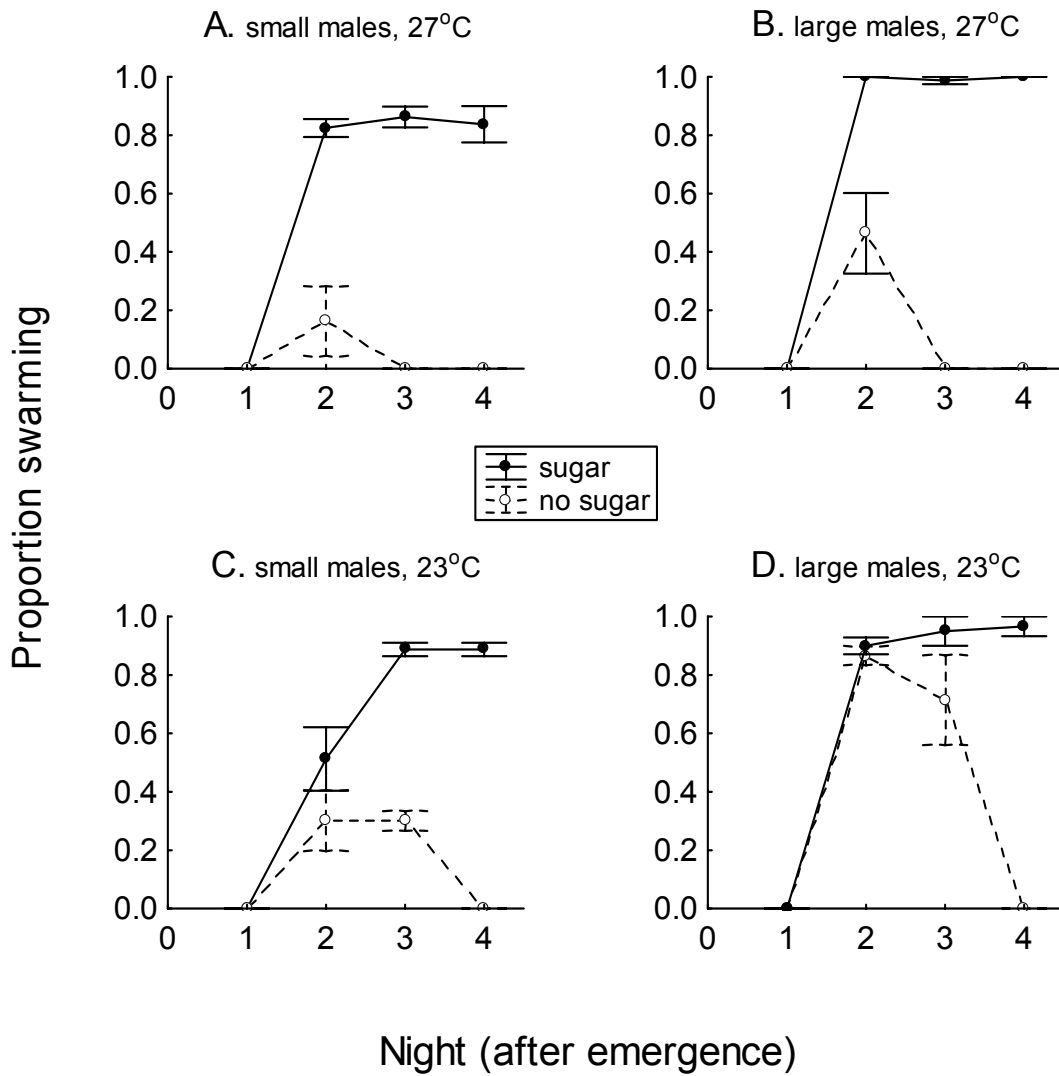 A. small males, 27°C
B. large males, 27°C
1.0
0.8
0.6
0.4
0.2
0.0
0 1 2 3 4
1.0
0.8
0.6
0.4
0.2
0.0
0 1 2 3 4
Proportion swarming
sugar
no sugar
C. small males, 23°C
D. large males, 23°C
1.0
0.8
0.6
0.4
0.2
0.0
0 1 2 3 4
1.0
0.8
0.6
0.4
0.2
0.0
0 1 2 3 4
Night (after emergence)